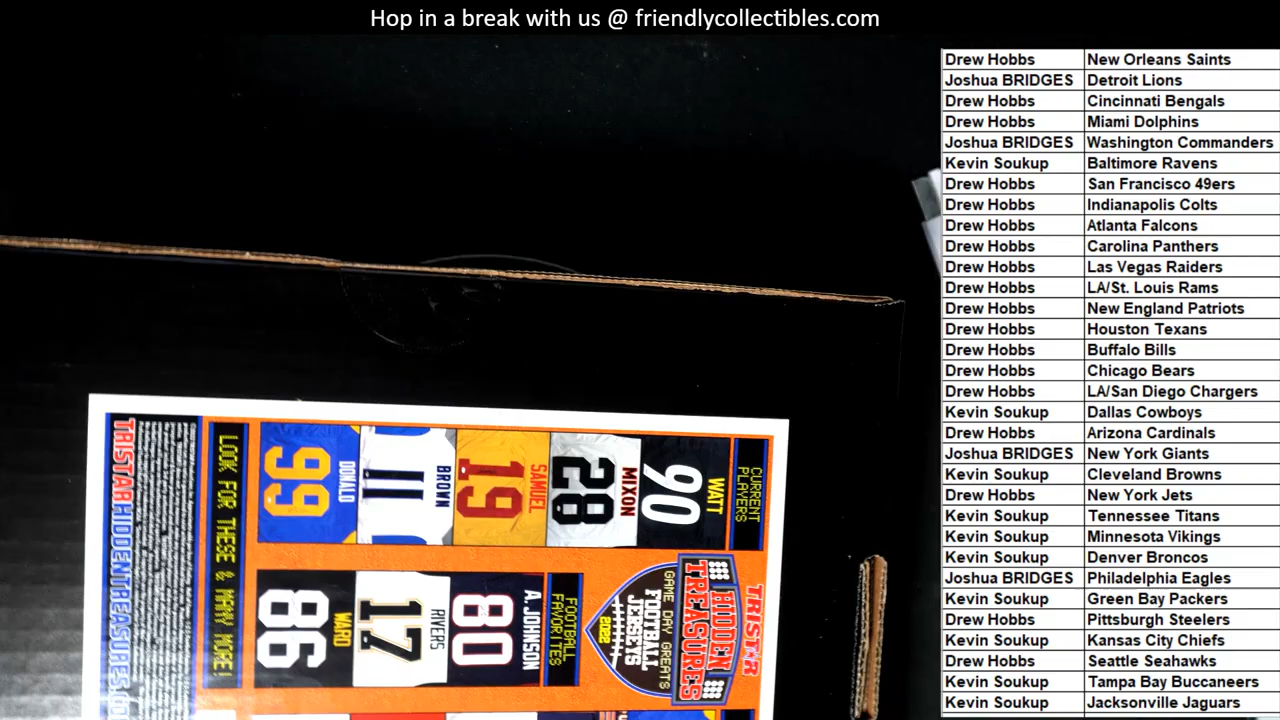 Hop in a break with us @ friendlycollectibles.com
Drew Hobbs New Orleans Saints
Joshua BRIDGES Detroit Lions
Drew Hobbs Cincinnati Bengals
Drew Hobbs Miami Dolphins
Joshua BRIDGES Washington Commanders
Kevin Soukup Baltimore Ravens
Drew Hobbs San Francisco 49ers
Drew Hobbs Indianapolis Colts
Drew Hobbs Atlanta Falcons
Drew Hobbs Carolina Panthers
Drew Hobbs Las Vegas Raiders
Drew Hobbs LA/St. Louis Rams
Drew Hobbs New England Patriots
Drew Hobbs Houston Texans
Drew Hobbs Buffalo Bills
Drew Hobbs Chicago Bears
Drew Hobbs LA/San Diego Chargers
Kevin Soukup Dallas Cowboys
Drew Hobbs Arizona Cardinals
Joshua BRIDGES New York Giants
Kevin Soukup Cleveland Browns
Drew Hobbs New York Jets
Kevin Soukup Tennessee Titans
Kevin Soukup Minnesota Vikings
Kevin Soukup Denver Broncos
Joshua BRIDGES Philadelphia Eagles
Kevin Soukup Green Bay Packers
Drew Hobbs Pittsburgh Steelers
Kevin Soukup Kansas City Chiefs
Drew Hobbs Seattle Seahawks
Kevin Soukup Tampa Bay Buccaneers
Kevin Soukup Jacksonville Jaguars
TRISTAR
HIDDEN
TREASURES
GAME DAY GREATS
FOOTBALL
JERSEYS
2022
CURRENT
PLAYERS
WATT
90
MIXON
28
SAMUEL
19
BROWN
11
DONALD
99
FOOTBALL
FAVORITES
A. JOHNSON
80
RIVERS
17
WARD
86
LOOK FOR THESE & MANY MORE!
TRISTARHIDDENTREASURES.